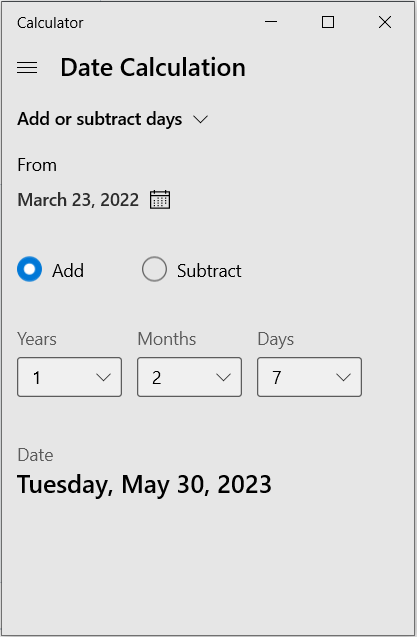 Calculator
Date Calculation
Add or subtract days
From
March 23, 2022
Add Subtract
Years Months Days
1 2 7
Date
Tuesday, May 30, 2023